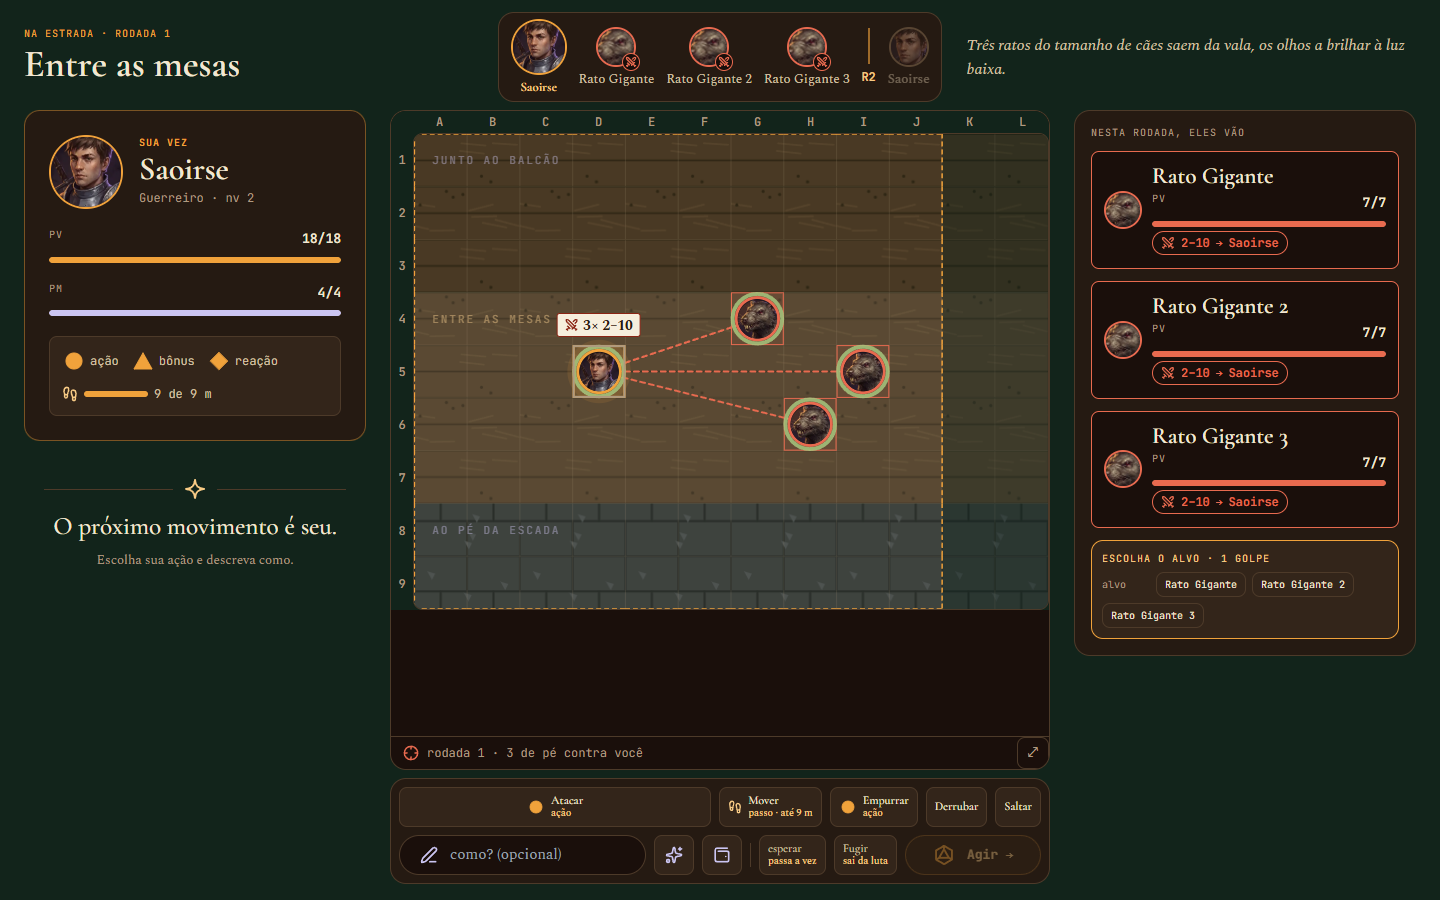 NA ESTRADA · RODADA 1
Entre as mesas
Saoirse
Rato Gigante
Rato Gigante 2
Rato Gigante 3
R2
Saoirse
Três ratos do tamanho de cães saem da vala, os olhos a brilhar à luz
baixa.
SUA VEZ
Saoirse
Guerreiro · nv 2
PV
18/18
PM
4/4
ação
bônus
reação
9 de 9 m
O próximo movimento é seu.
Escolha sua ação e descreva como.
A B C D E F G H I J K L
1
JUNTO AO BALCÃO
2
3
4
ENTRE AS MESAS
3× 2–10
5
6
7
8
AO PÉ DA ESCADA
9
rodada 1 · 3 de pé contra você
Atacar
ação
Mover
passo · até 9 m
Empurrar
ação
Derrubar
Saltar
como? (opcional)
esperar
passa a vez
Fugir
sai da luta
Agir →
NESTA RODADA, ELES VÃO
Rato Gigante
PV
7/7
2–10 → Saoirse
Rato Gigante 2
PV
7/7
2–10 → Saoirse
Rato Gigante 3
PV
7/7
2–10 → Saoirse
ESCOLHA O ALVO · 1 GOLPE
alvo
Rato Gigante
Rato Gigante 2
Rato Gigante 3